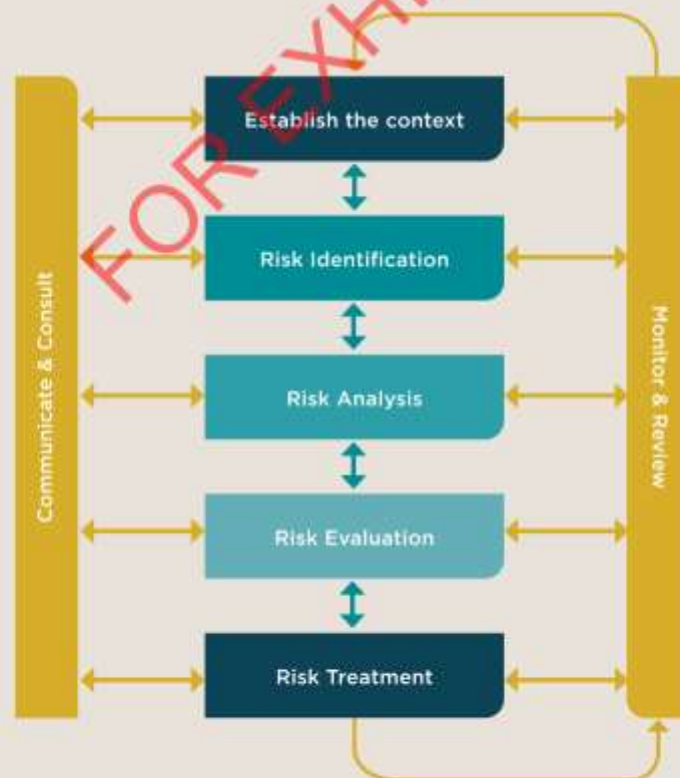 FOR EXH
Establish the context
Risk Identification
Risk Analysis
Risk Evaluation
Risk Treatment
Communicate & Consult
Monitor & Review